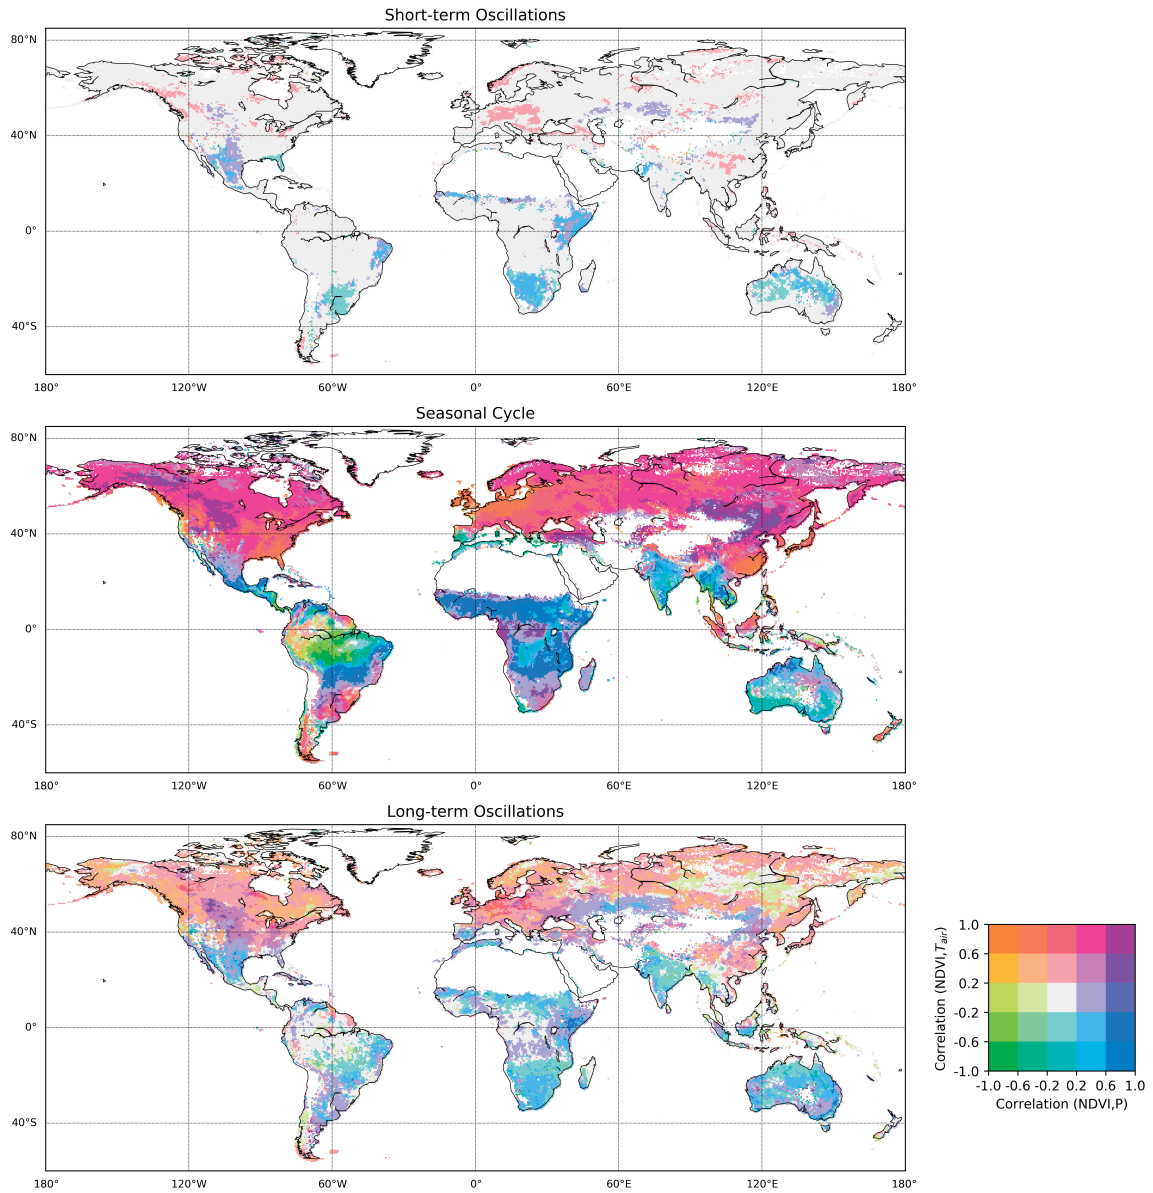 Short-term Oscillations
80°N
40°N
0°
40°S
180° 120°W 60°W 0° 60°E 120°E 180°
Seasonal Cycle
80°N
40°N
0°
40°S
180° 120°W 60°W 0° 60°E 120°E 180°
Long-term Oscillations
80°N
40°N
0°
40°S
180° 120°W 60°W 0° 60°E 120°E 180°
Correlation (NDVI,Tair)
1.0
0.6
0.2
-0.2
-0.6
-1.0
-1.0 -0.6 -0.2 0.2 0.6 1.0
Correlation (NDVI,P)